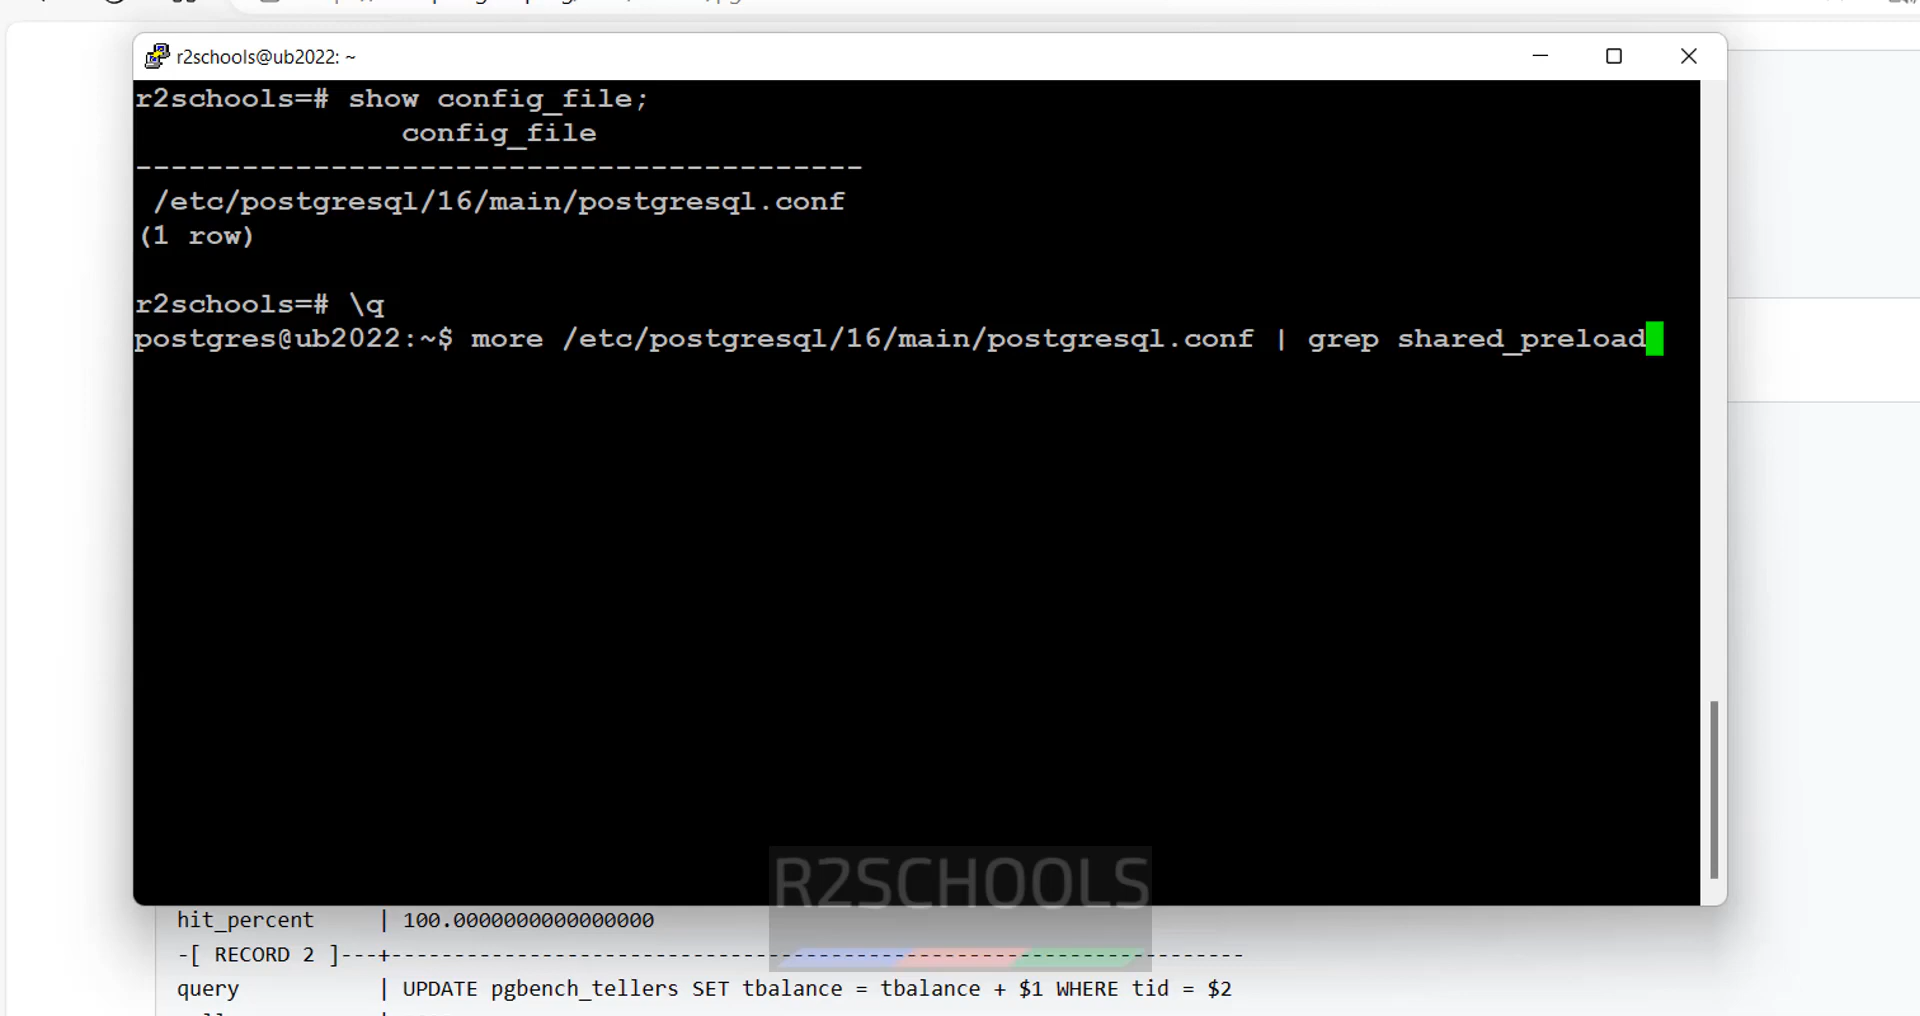 r2schools@ub2022: ~
r2schools=# show config_file;
config_file
-----------------------------------------
/etc/postgresql/16/main/postgresql.conf
(1 row)
r2schools=# \q
postgres@ub2022:~$ more /etc/postgresql/16/main/postgresql.conf | grep shared_preload
R2SCHOOLS
hit_percent | 100.0000000000000000
-[ RECORD 2 ]---+--------------------------------------------------------------------
query | UPDATE pgbench_tellers SET tbalance = tbalance + $1 WHERE tid = $2